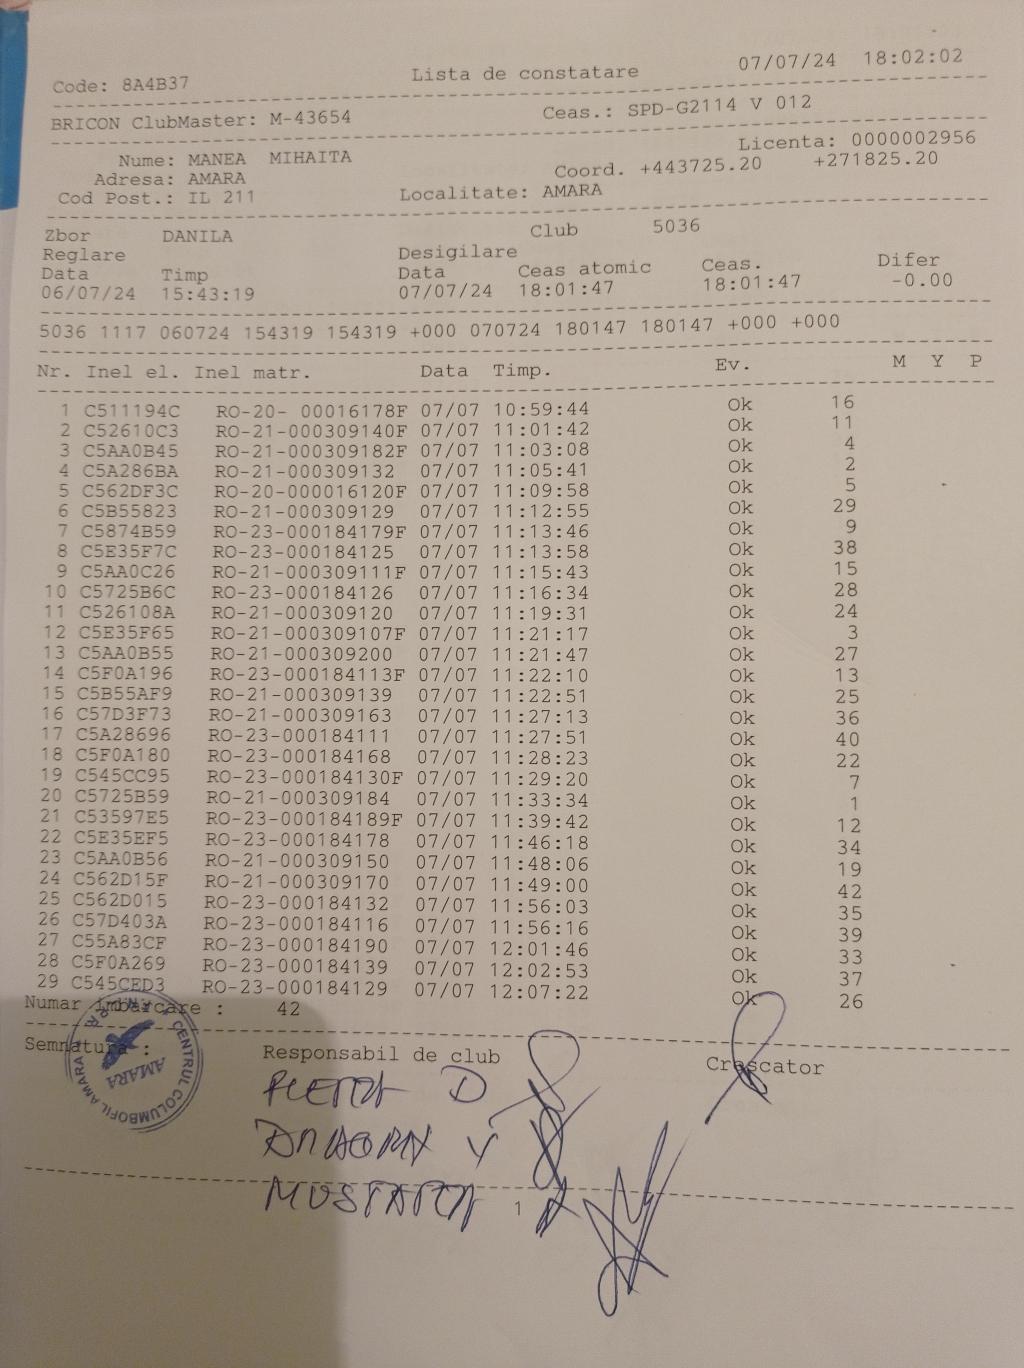 Code: 8A4B37 Lista de constatare 07/07/24 18:02:02
BRICON ClubMaster: M-43654 Ceas.: SPD-G2114 V 012
Licenta: 0000002956
Nume: MANEA MIHAITA Coord. +443725.20 +271825.20
Adresa: AMARA
Cod Post.: IL 211 Localitate: AMARA
Zbor DANILA Club 5036
Reglare Desigilare
Data Timp Data Ceas atomic Ceas. Difer
06/07/24 15:43:19 07/07/24 18:01:47 18:01:47 -0.00
5036 1117 060724 154319 154319 +000 070724 180147 180147 +000 +000
Nr. Inel el. Inel matr. Data Timp. Ev. M Y P
1 C511194C RO-20- 00016178F 07/07 10:59:44 Ok 16
2 C52610C3 RO-21-000309140F 07/07 11:01:42 Ok 11
3 C5AA0B45 RO-21-000309182F 07/07 11:03:08 Ok 4
4 C5A286BA RO-21-000309132 07/07 11:05:41 Ok 2
5 C562DF3C RO-20-000016120F 07/07 11:09:58 Ok 5
6 C5B55823 RO-21-000309129 07/07 11:12:55 Ok 29
7 C5874B59 RO-23-000184179F 07/07 11:13:46 Ok 9
8 C5E35F7C RO-23-000184125 07/07 11:13:58 Ok 38
9 C5AA0C26 RO-21-000309111F 07/07 11:15:43 Ok 15
10 C5725B6C RO-23-000184126 07/07 11:16:34 Ok 28
11 C526108A RO-21-000309120 07/07 11:19:31 Ok 24
12 C5E35F65 RO-21-000309107F 07/07 11:21:17 Ok 3
13 C5AA0B55 RO-21-000309200 07/07 11:21:47 Ok 27
14 C5F0A196 RO-23-000184113F 07/07 11:22:10 Ok 13
15 C5B55AF9 RO-21-000309139 07/07 11:22:51 Ok 25
16 C57D3F73 RO-21-000309163 07/07 11:27:13 Ok 36
17 C5A28696 RO-23-000184111 07/07 11:27:51 Ok 40
18 C5F0A180 RO-23-000184168 07/07 11:28:23 Ok 22
19 C545CC95 RO-23-000184130F 07/07 11:29:20 Ok 7
20 C5725B59 RO-21-000309184 07/07 11:33:34 Ok 1
21 C53597E5 RO-23-000184189F 07/07 11:39:42 Ok 12
22 C5E35EF5 RO-23-000184178 07/07 11:46:18 Ok 34
23 C5AA0B56 RO-21-000309150 07/07 11:48:06 Ok 19
24 C562D15F RO-21-000309170 07/07 11:49:00 Ok 42
25 C562D015 RO-23-000184132 07/07 11:56:03 Ok 35
26 C57D403A RO-23-000184116 07/07 11:56:16 Ok 39
27 C55A83CF RO-23-000184190 07/07 12:01:46 Ok 33
28 C5F0A269 RO-23-000184139 07/07 12:02:53 Ok 37
29 C545CED3 RO-23-000184129 07/07 12:07:22 Ok 26
Numar imbarcare : 42
Semnatura : Responsabil de club Crescator
CENTRUL COLUMBOFIL AMARA
AMARA
D
1